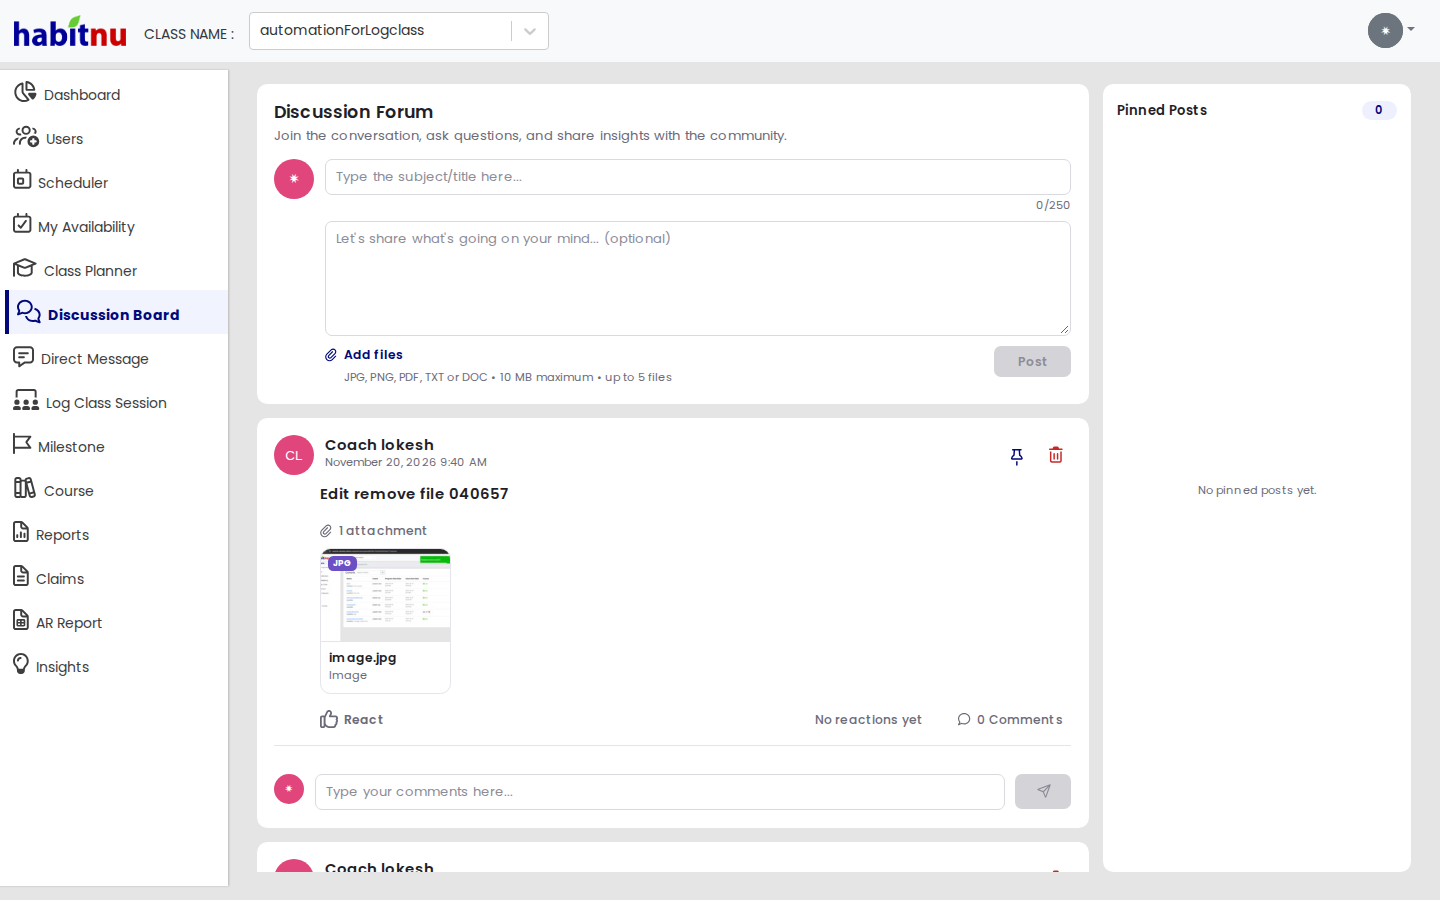 habitnu
CLASS NAME :
automationForLogclass
Dashboard
Users
Scheduler
My Availability
Class Planner
Discussion Board
Direct Message
Log Class Session
Milestone
Course
Reports
Claims
AR Report
Insights
Discussion Forum
Join the conversation, ask questions, and share insights with the community.
Type the subject/title here...
0/250
Let's share what's going on your mind... (optional)
Add files
JPG, PNG, PDF, TXT or DOC • 10 MB maximum • up to 5 files
Post
CL
Coach lokesh
November 20, 2026 9:40 AM
Edit remove file 040657
1 attachment
JPG
image.jpg
Image
React
No reactions yet
0 Comments
Type your comments here...
Coach lokesh
Pinned Posts
0
No pinned posts yet.